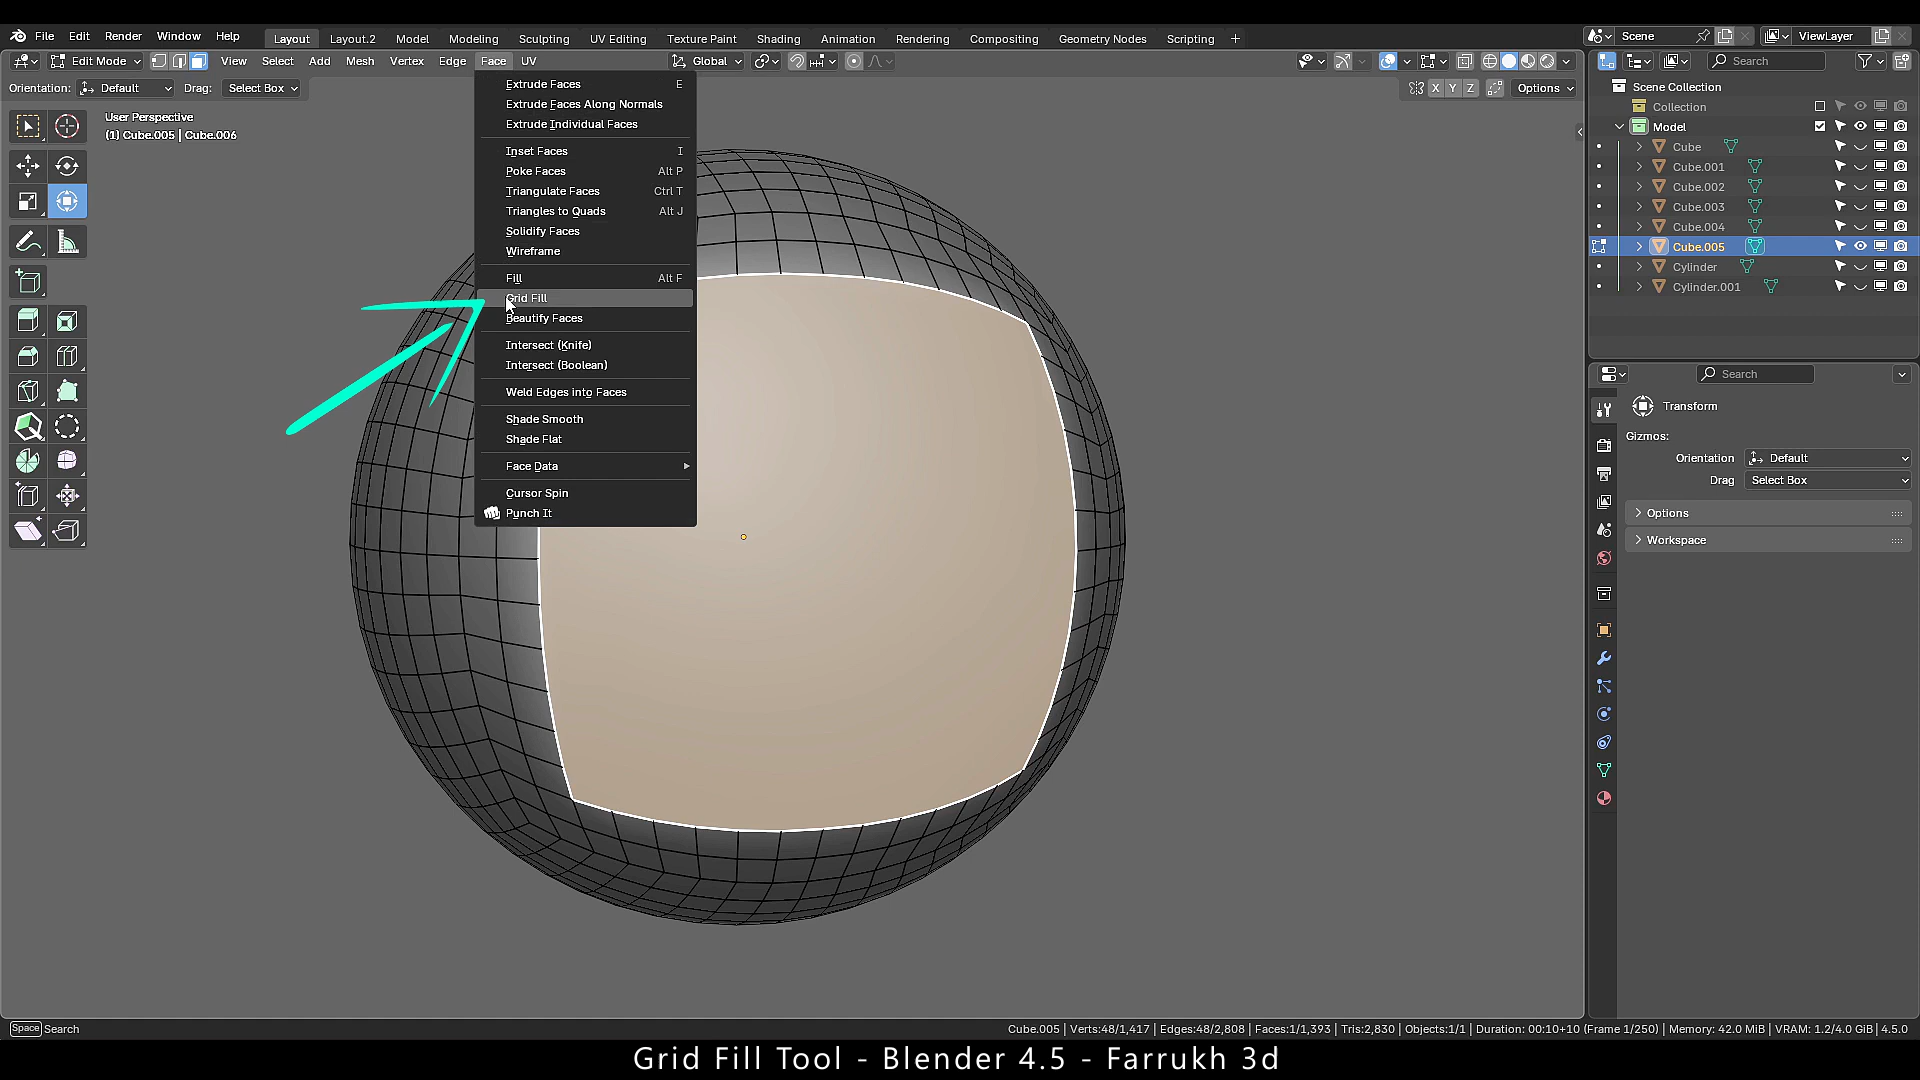 File Edit Render Window Help Layout Layout.2 Model Modeling Sculpting UV Editing Texture Paint Shading Animation Rendering Compositing Geometry Nodes Scripting + Scene ViewLayer
Edit Mode View Select Add Mesh Vertex Edge Face UV Global Search
Orientation: Default Drag: Select Box X Y Z Options
User Perspective
(1) Cube.005 | Cube.006
Extrude Faces E
Extrude Faces Along Normals
Extrude Individual Faces
Inset Faces I
Poke Faces Alt P
Triangulate Faces Ctrl T
Triangles to Quads Alt J
Solidify Faces
Wireframe
Fill Alt F
Grid Fill
Beautify Faces
Intersect (Knife)
Intersect (Boolean)
Weld Edges into Faces
Shade Smooth
Shade Flat
Face Data
Cursor Spin
Punch It
Scene Collection
Collection
Model
Cube
Cube.001
Cube.002
Cube.003
Cube.004
Cube.005
Cylinder
Cylinder.001
Search
Transform
Gizmos:
Orientation Default
Drag Select Box
Options
Workspace
Space Search
Cube.005 | Verts:48/1,417 | Edges:48/2,808 | Faces:1/1,393 | Tris:2,830 | Objects:1/1 | Duration: 00:10+10 (Frame 1/250) | Memory: 42.0 MiB | VRAM: 1.2/4.0 GiB | 4.5.0
Grid Fill Tool - Blender 4.5 - Farrukh 3d